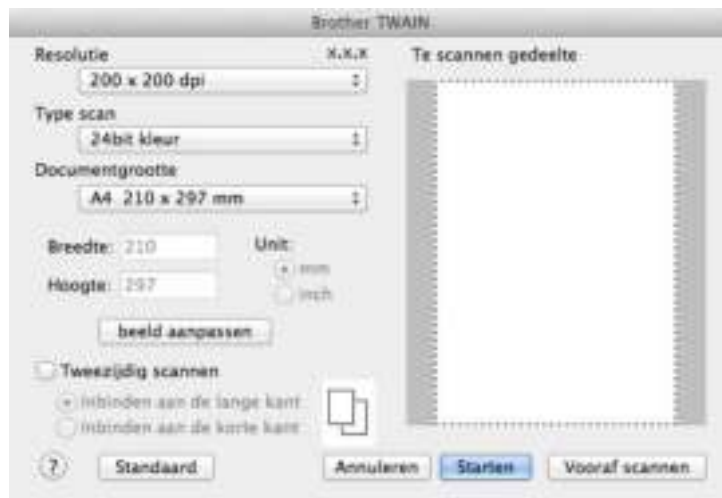 Brother TWAIN
Resolutie x.x.x
200 x 200 dpi
Type scan
24bit kleur
Documentgrootte
A4 210 x 297 mm
Breedte: 210
Unit:
mm
Hoogte: 297
inch
beeld aanpassen
Tweezijdig scannen
Inbinden aan de lange kant
Inbinden aan de korte kant
Te scannen gedeelte
? Standaard Annuleren Starten Vooraf scannen